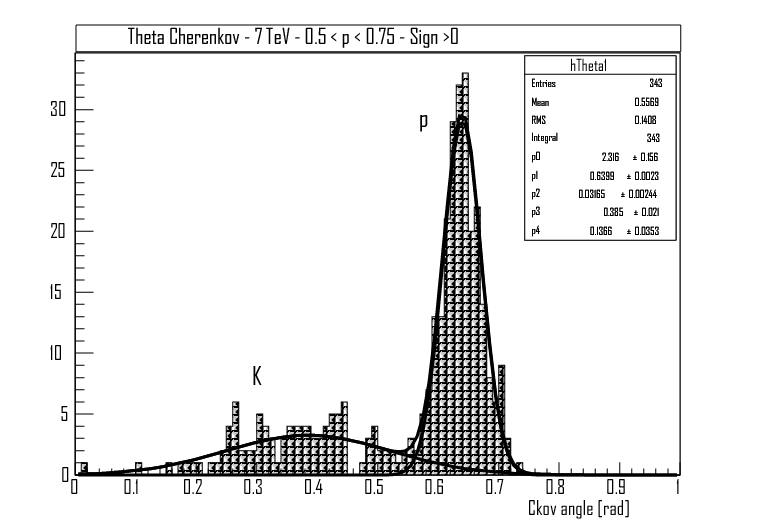 Theta Cherenkov - 7 TeV - 0.5 < p < 0.75 - Sign >0
hThetal
Entries 343
Mean 0.5569
RMS 0.1408
Integral 343
p0 2.316 ± 0.156
p1 0.6399 ± 0.0023
p2 0.03165 ± 0.00244
p3 0.385 ± 0.021
p4 0.1366 ± 0.0353
30
25
20
15
10
5
0
p
K
0 0.1 0.2 0.3 0.4 0.5 0.6 0.7 0.8 0.9 1
Ckov angle [rad]